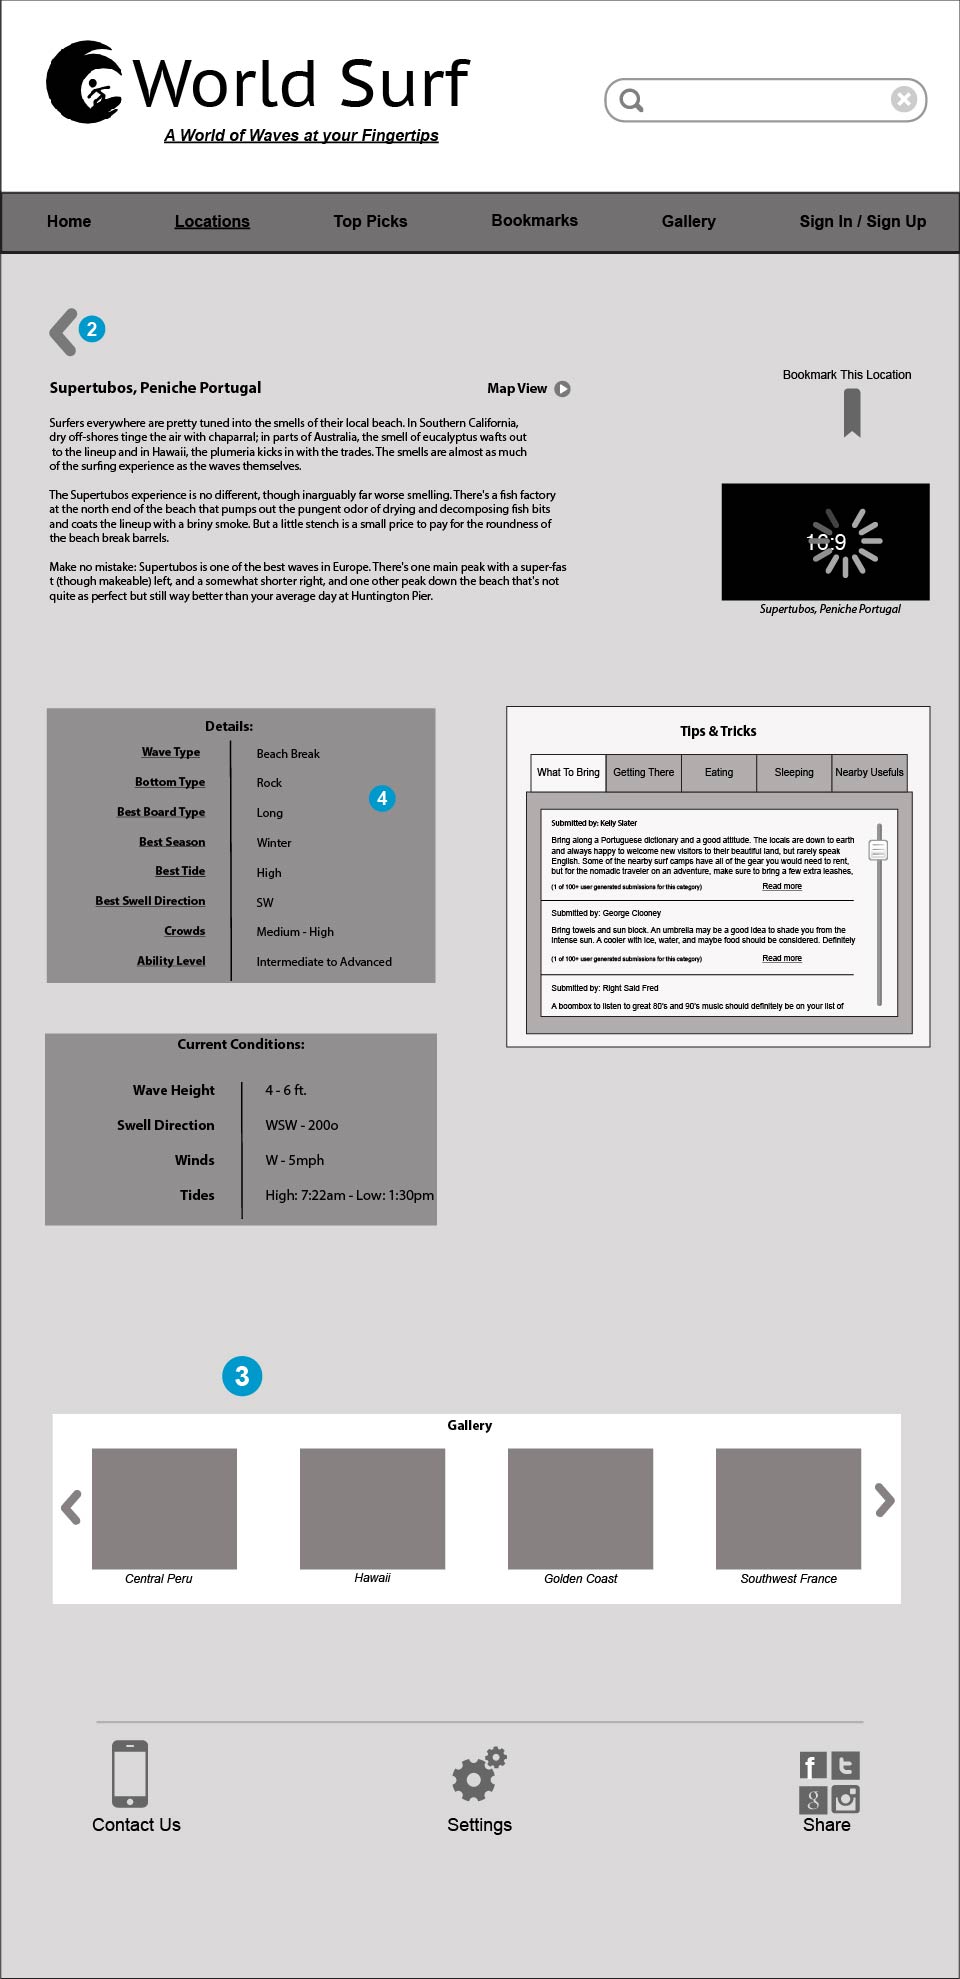 World Surf
A World of Waves at your Fingertips
Home Locations Top Picks Bookmarks Gallery Sign In / Sign Up
2
Supertubos, Peniche Portugal
Map View
Bookmark This Location
Surfers everywhere are pretty tuned into the smells of their local beach. In Southern California,
dry off-shores tinge the air with chaparral; in parts of Australia, the smell of eucalyptus wafts out
to the lineup and in Hawaii, the plumeria kicks in with the trades. The smells are almost as much
of the surfing experience as the waves themselves.
The Supertubos experience is no different, though inarguably far worse smelling. There's a fish factory
at the north end of the beach that pumps out the pungent odor of drying and decomposing fish bits
and coats the lineup with a briny smoke. But a little stench is a small price to pay for the roundness of
the beach break barrels.
Make no mistake: Supertubos is one of the best waves in Europe. There's one main peak with a super-fas
t (though makeable) left, and a somewhat shorter right, and one other peak down the beach that's not
quite as perfect but still way better than your average day at Huntington Pier.
16:9
Supertubos, Peniche Portugal
Details:
Wave Type Beach Break
Bottom Type Rock
Best Board Type Long
4
Best Season Winter
Best Tide High
Best Swell Direction SW
Crowds Medium - High
Ability Level Intermediate to Advanced
Tips & Tricks
What To Bring Getting There Eating Sleeping Nearby Usefuls
Submitted by: Kelly Slater
Bring along a Portuguese dictionary and a good attitude. The locals are down to earth
and always happy to welcome new visitors to their beautiful land, but rarely speak
English. Some of the nearby surf camps have all of the gear you would need to rent,
but for the nomadic traveler on an adventure, make sure to bring a few extra leashes,
(1 of 100+ user generated submissions for this category) Read more
Submitted by: George Clooney
Bring towels and sun block. An umbrella may be a good idea to shade you from the
intense sun. A cooler with ice, water, and maybe food should be considered. Definitely
(1 of 100+ user generated submissions for this category) Read more
Submitted by: Right Said Fred
A boombox to listen to great 80's and 90's music should definitely be on your list of
Current Conditions:
Wave Height 4 - 6 ft.
Swell Direction WSW - 200o
Winds W - 5mph
Tides High: 7:22am - Low: 1:30pm
3
Gallery
Central Peru Hawaii Golden Coast Southwest France
f t
g
Contact Us Settings Share